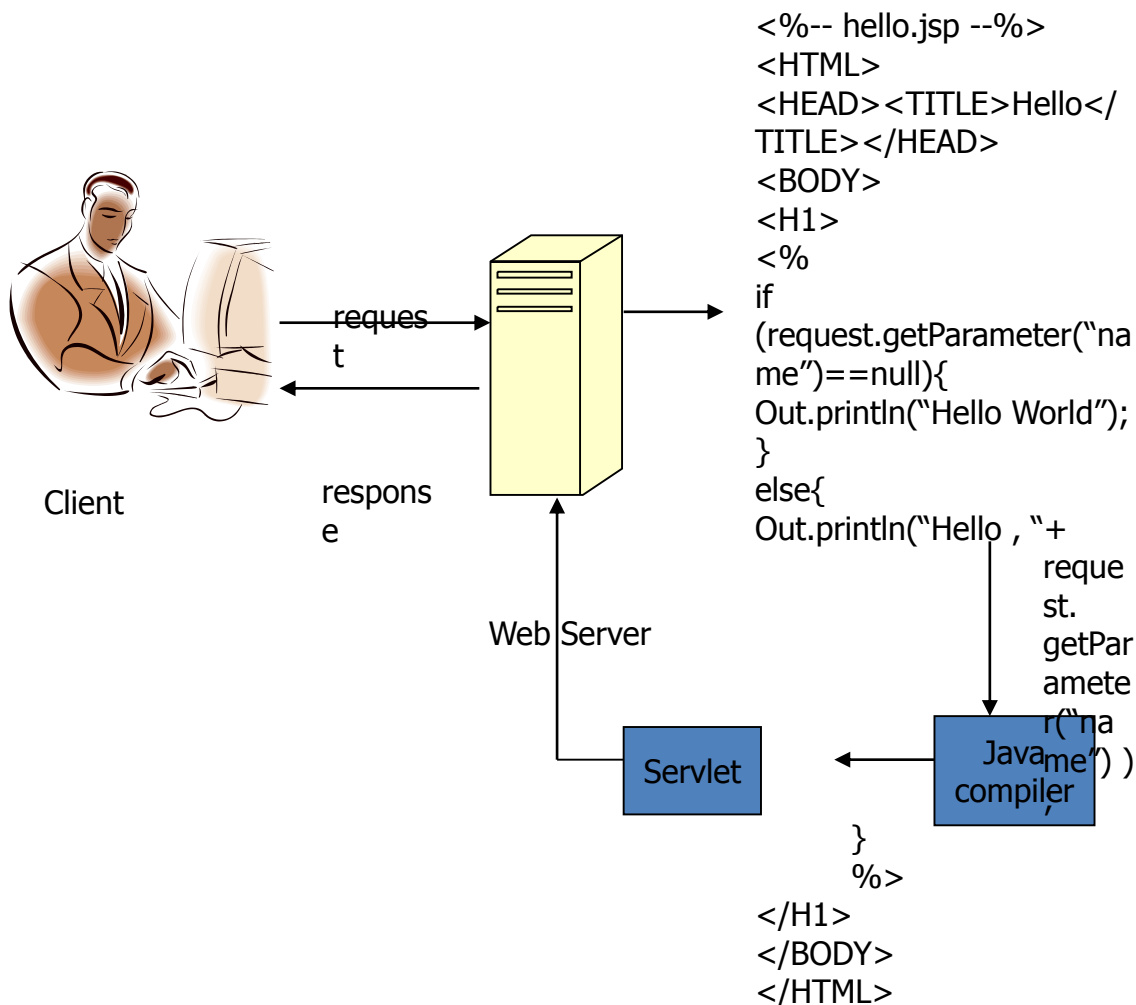 <%-- hello.jsp --%>
<HTML>
<HEAD><TITLE>Hello</
TITLE></HEAD>
<BODY>
<H1>
<%
if
(request.getParameter(“na
me”)==null){
Out.println(“Hello World”);
}
else{
Out.println(“Hello , “+
reque
st.
getPar
amete
r(“na
me”) )
;
}
%>
</H1>
</BODY>
</HTML>
reques
t
respons
e
Client
Web Server
Servlet
Java
compiler